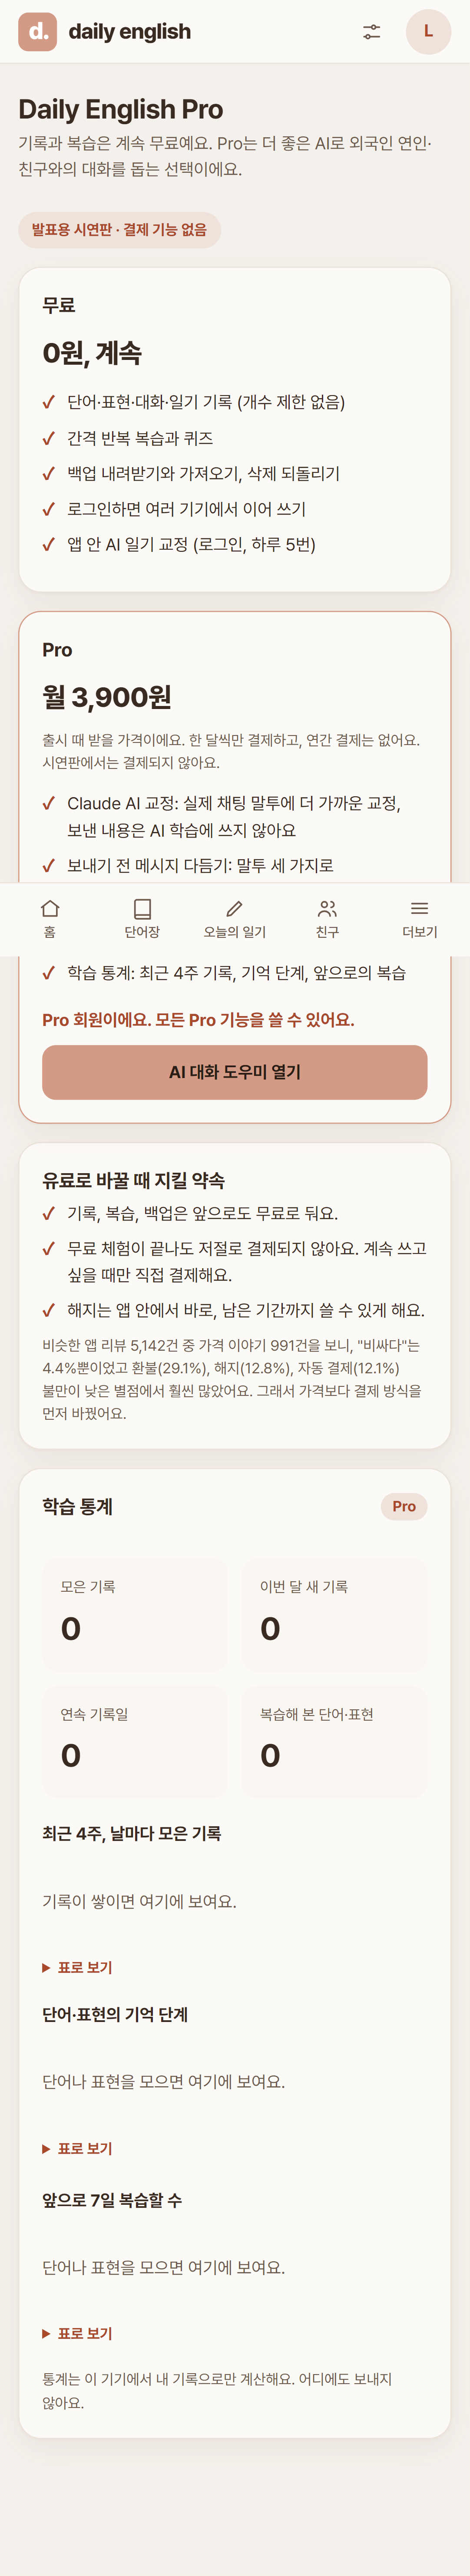 d. daily english
L
Daily English Pro
기록과 복습은 계속 무료예요. Pro는 더 좋은 AI로 외국인 연인·
친구와의 대화를 돕는 선택이에요.
발표용 시연판 · 결제 기능 없음
무료
0원, 계속
✓ 단어·표현·대화·일기 기록 (개수 제한 없음)
✓ 간격 반복 복습과 퀴즈
✓ 백업 내려받기와 가져오기, 삭제 되돌리기
✓ 로그인하면 여러 기기에서 이어 쓰기
✓ 앱 안 AI 일기 교정 (로그인, 하루 5번)
Pro
월 3,900원
출시 때 받을 가격이에요. 한 달씩만 결제하고, 연간 결제는 없어요.
시연판에서는 결제되지 않아요.
✓ Claude AI 교정: 실제 채팅 말투에 더 가까운 교정,
보낸 내용은 AI 학습에 쓰지 않아요
✓ 보내기 전 메시지 다듬기: 말투 세 가지로
홈
단어장
오늘의 일기
친구
더보기
✓ 학습 통계: 최근 4주 기록, 기억 단계, 앞으로의 복습
Pro 회원이에요. 모든 Pro 기능을 쓸 수 있어요.
AI 대화 도우미 열기
유료로 바꿀 때 지킬 약속
✓ 기록, 복습, 백업은 앞으로도 무료로 둬요.
✓ 무료 체험이 끝나도 저절로 결제되지 않아요. 계속 쓰고
싶을 때만 직접 결제해요.
✓ 해지는 앱 안에서 바로, 남은 기간까지 쓸 수 있게 해요.
비슷한 앱 리뷰 5,142건 중 가격 이야기 991건을 보니, "비싸다"는
4.4%뿐이었고 환불(29.1%), 해지(12.8%), 자동 결제(12.1%)
불만이 낮은 별점에서 훨씬 많았어요. 그래서 가격보다 결제 방식을
먼저 바꿨어요.
학습 통계
Pro
모은 기록
0
이번 달 새 기록
0
연속 기록일
0
복습해 본 단어·표현
0
최근 4주, 날마다 모은 기록
기록이 쌓이면 여기에 보여요.
▶ 표로 보기
단어·표현의 기억 단계
단어나 표현을 모으면 여기에 보여요.
▶ 표로 보기
앞으로 7일 복습할 수
단어나 표현을 모으면 여기에 보여요.
▶ 표로 보기
통계는 이 기기에서 내 기록으로만 계산해요. 어디에도 보내지
않아요.